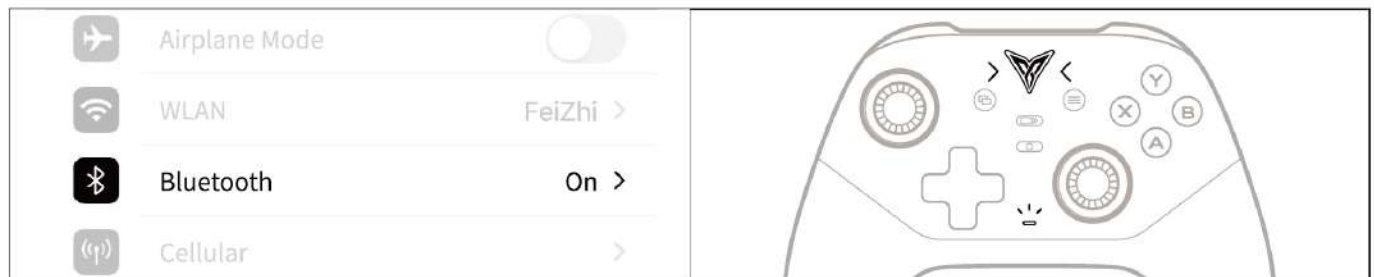 Airplane Mode
WLAN FeiZhi >
Bluetooth On >
Cellular >
> <
Y
X B
A